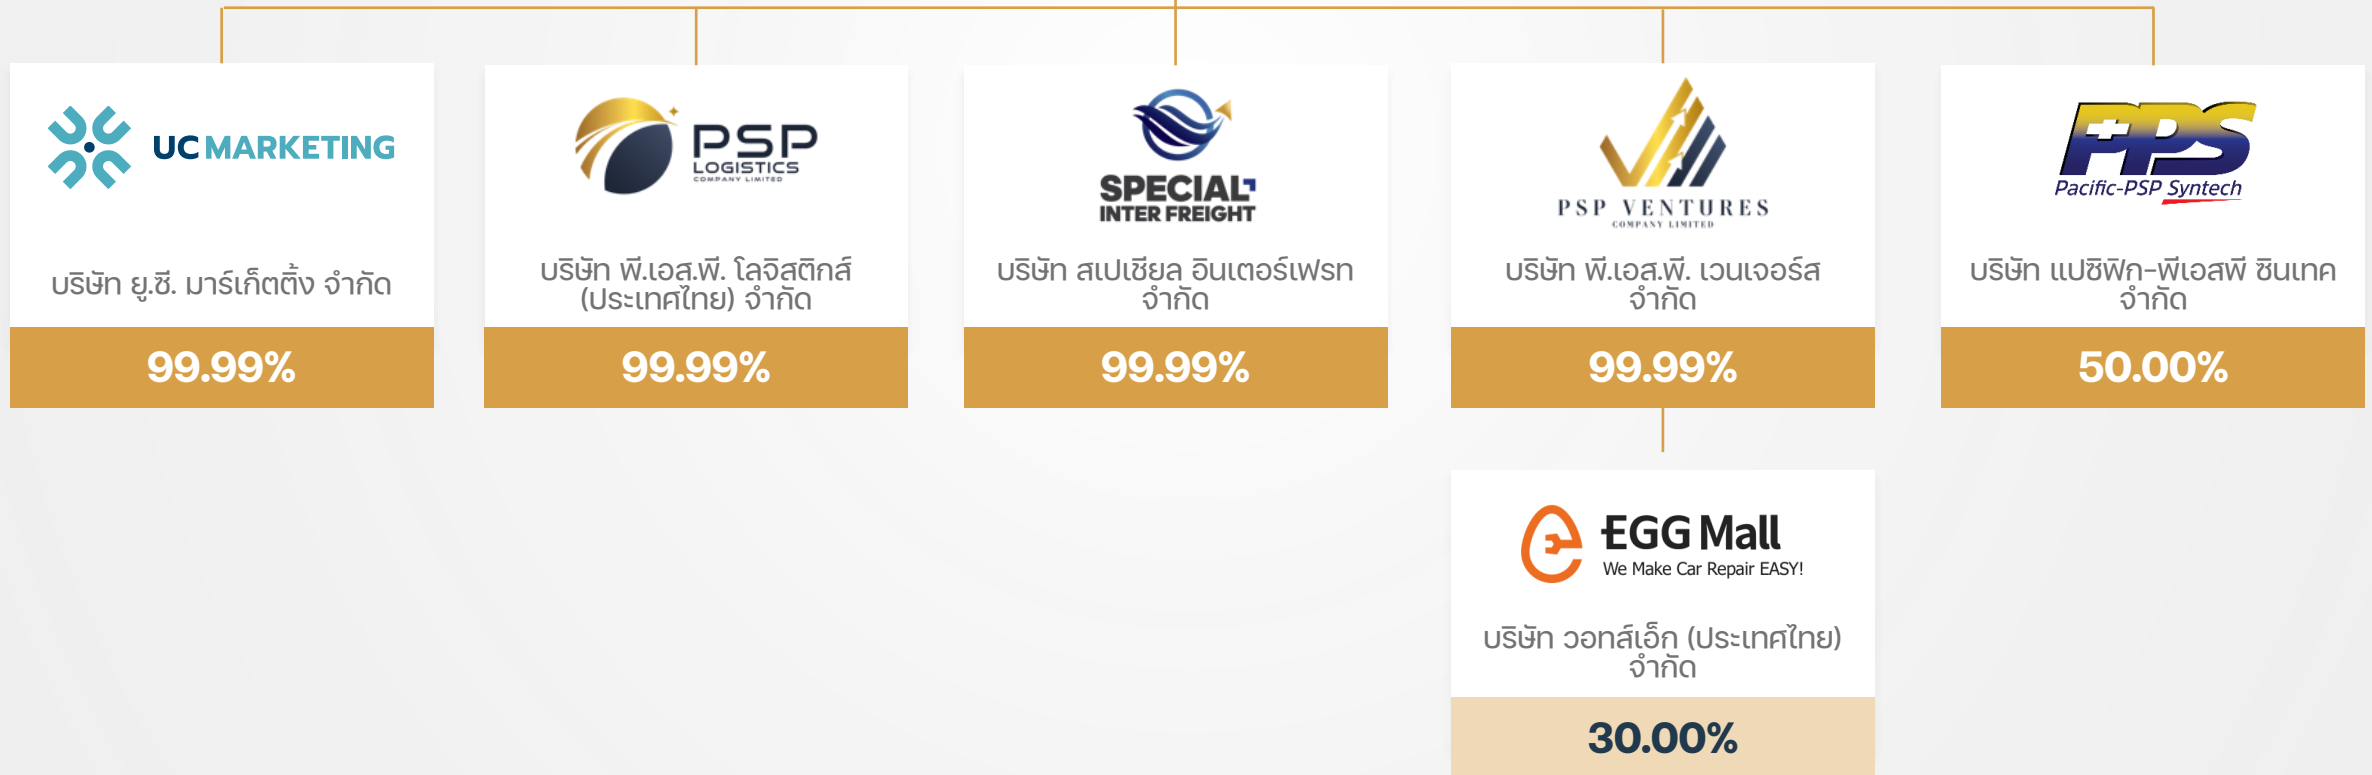 UC MARKETING
บริษัท ยู.ซี. มาร์เก็ตติ้ง จำกัด
99.99%
PSP
LOGISTICS
COMPANY LIMITED
บริษัท พี.เอส.พี. โลจิสติกส์
(ประเทศไทย) จำกัด
99.99%
SPECIAL
INTER FREIGHT
บริษัท สเปเชียล อินเตอร์เฟรท
จำกัด
99.99%
PSP VENTURES
COMPANY LIMITED
บริษัท พี.เอส.พี. เวนเจอร์ส
จำกัด
99.99%
PPS
Pacific-PSP Syntech
บริษัท แปซิฟิก-พีเอสพี ซินเทค
จำกัด
50.00%
EGG Mall
We Make Car Repair EASY!
บริษัท วอทส์เอ็ก (ประเทศไทย)
จำกัด
30.00%